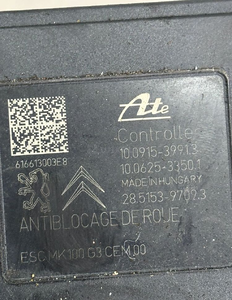 Ate
616613003E8
Controllé
10.0915-3991.3
10.0625-3350.1
MADE IN HUNGARY
28.5153-9709.3
ANTIBLOCAGE DE ROUE
ESC MK100 G3 CEM 00